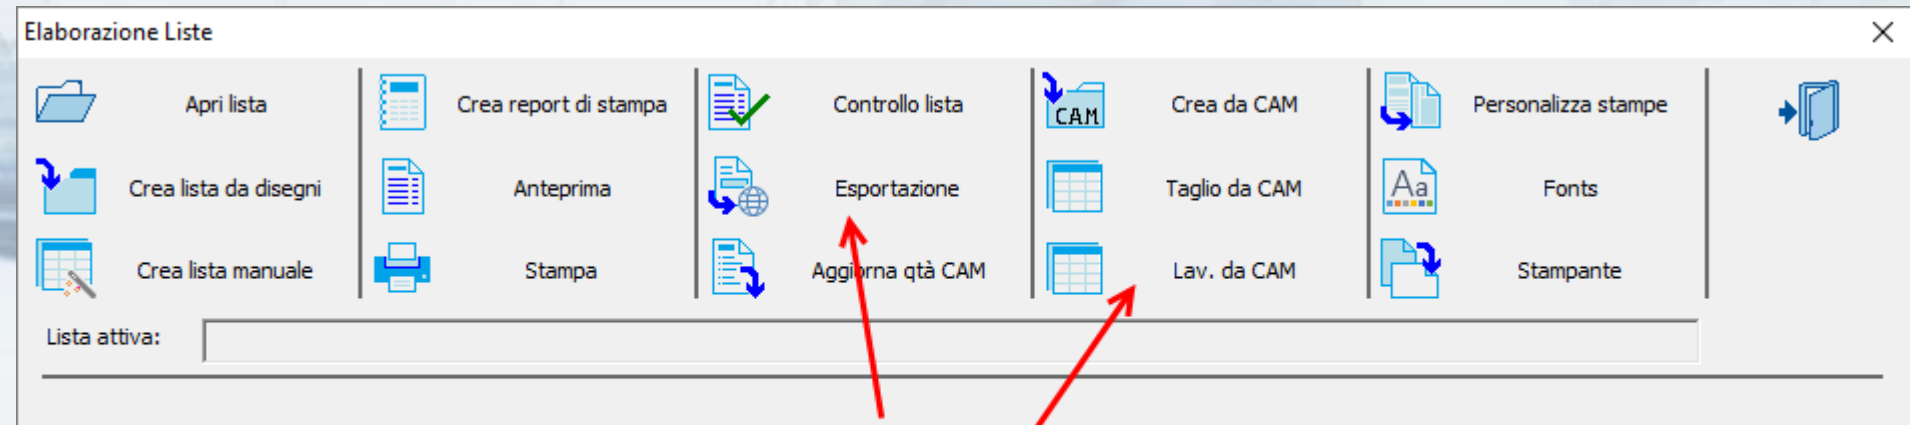 Elaborazione Liste
Apri lista
Crea report di stampa
Controllo lista
CAM
Crea da CAM
Personalizza stampe
Crea lista da disegni
Anteprima
Esportazione
Taglio da CAM
Aa
Fonts
Crea lista manuale
Stampa
Aggiorna qtà CAM
Lav. da CAM
Stampante
Lista attiva: